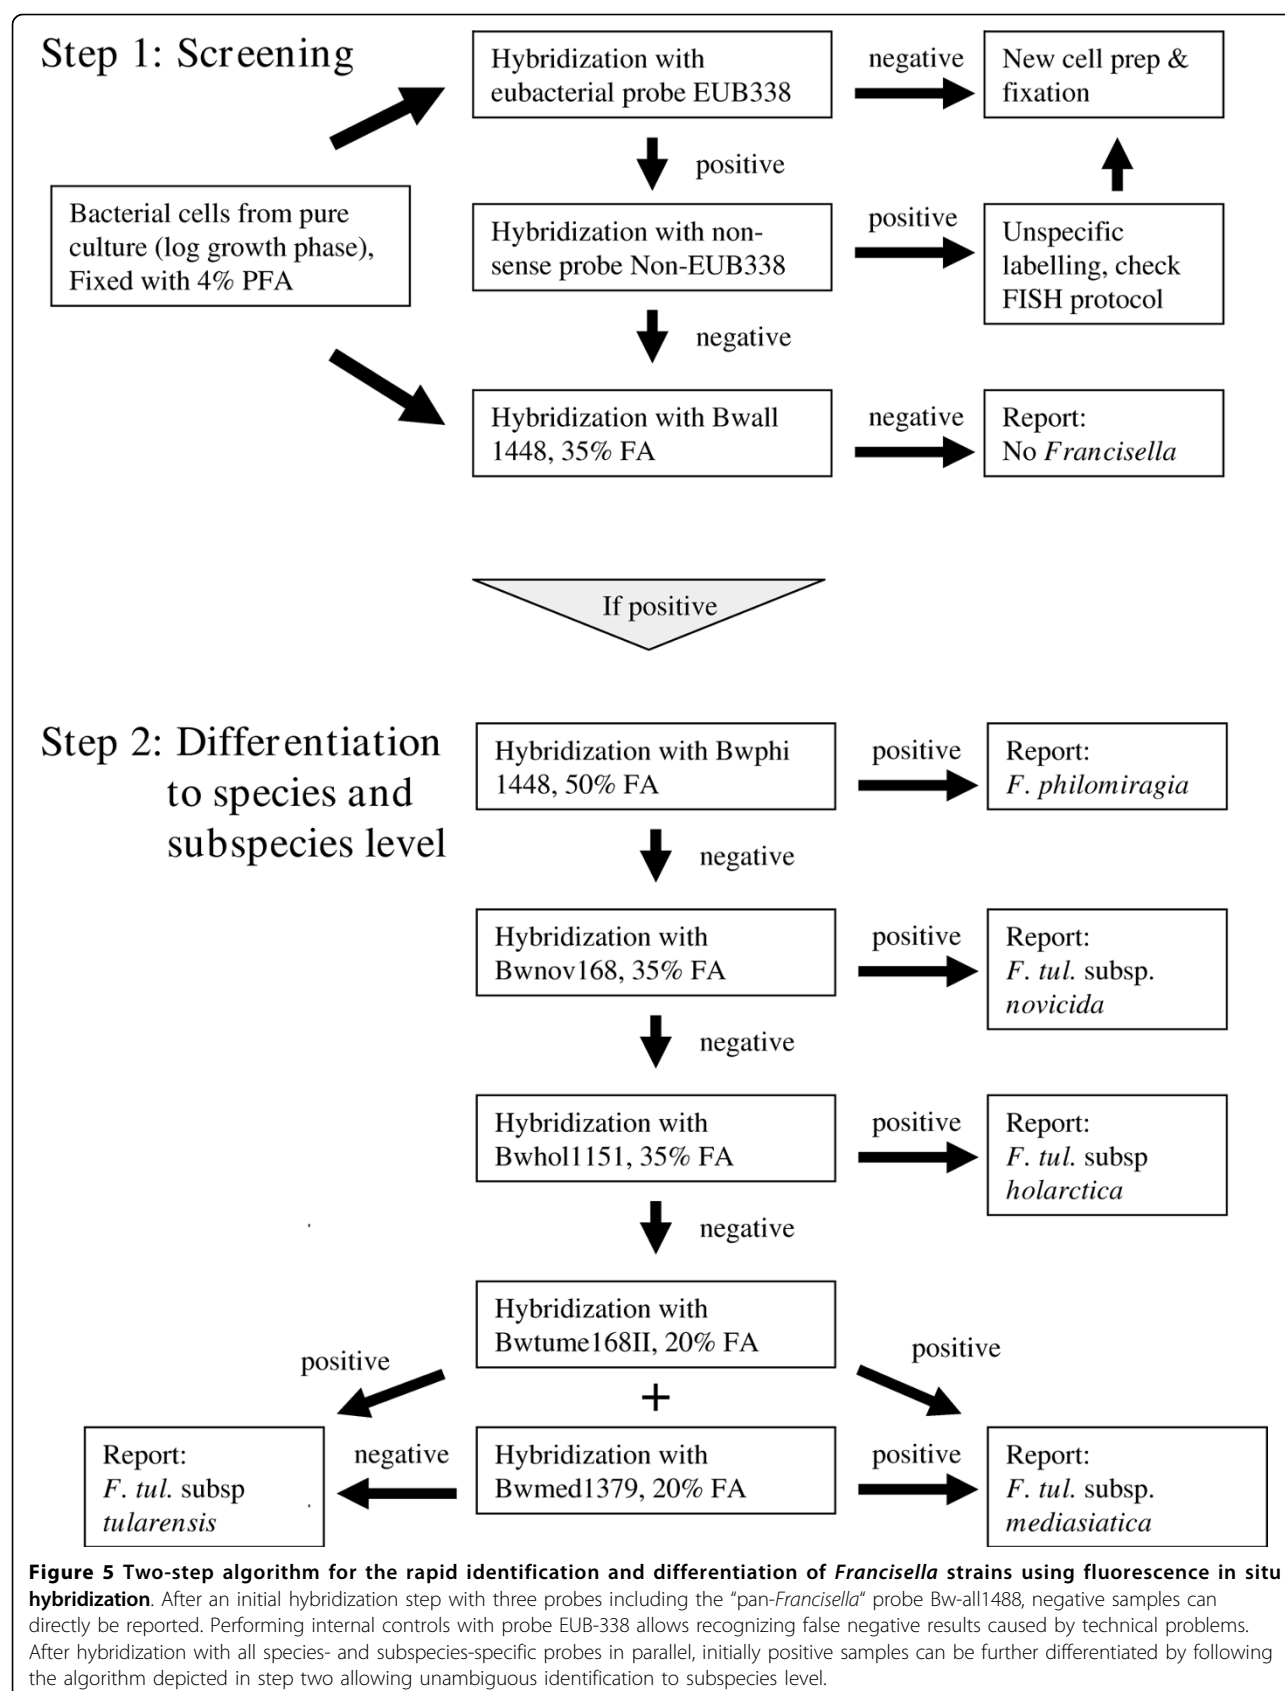 Step 1: Screening
Hybridization with
eubacterial probe EUB338
negative
New cell prep &
fixation
positive
Bacterial cells from pure
culture (log growth phase),
Fixed with 4% PFA
Hybridization with non-
sense probe Non-EUB338
positive
Unspecific
labelling, check
FISH protocol
negative
Hybridization with Bwall
1448, 35% FA
negative
Report:
No Francisella
If positive
Step 2: Differentiation
to species and
subspecies level
Hybridization with Bwphi
1448, 50% FA
positive
Report:
F. philomiragia
negative
Hybridization with
Bwnov168, 35% FA
positive
Report:
F. tul. subsp.
novicida
negative
Hybridization with
Bwhol1151, 35% FA
positive
Report:
F. tul. subsp
holarctica
negative
Hybridization with
Bwtume168II, 20% FA
positive
positive
+
Report:
F. tul. subsp
tularensis
negative
Hybridization with
Bwmed1379, 20% FA
positive
Report:
F. tul. subsp.
mediasiatica
Figure 5 Two-step algorithm for the rapid identification and differentiation of Francisella strains using fluorescence in situ
hybridization. After an initial hybridization step with three probes including the "pan-Francisella" probe Bw-all1488, negative samples can
directly be reported. Performing internal controls with probe EUB-338 allows recognizing false negative results caused by technical problems.
After hybridization with all species- and subspecies-specific probes in parallel, initially positive samples can be further differentiated by following
the algorithm depicted in step two allowing unambiguous identification to subspecies level.